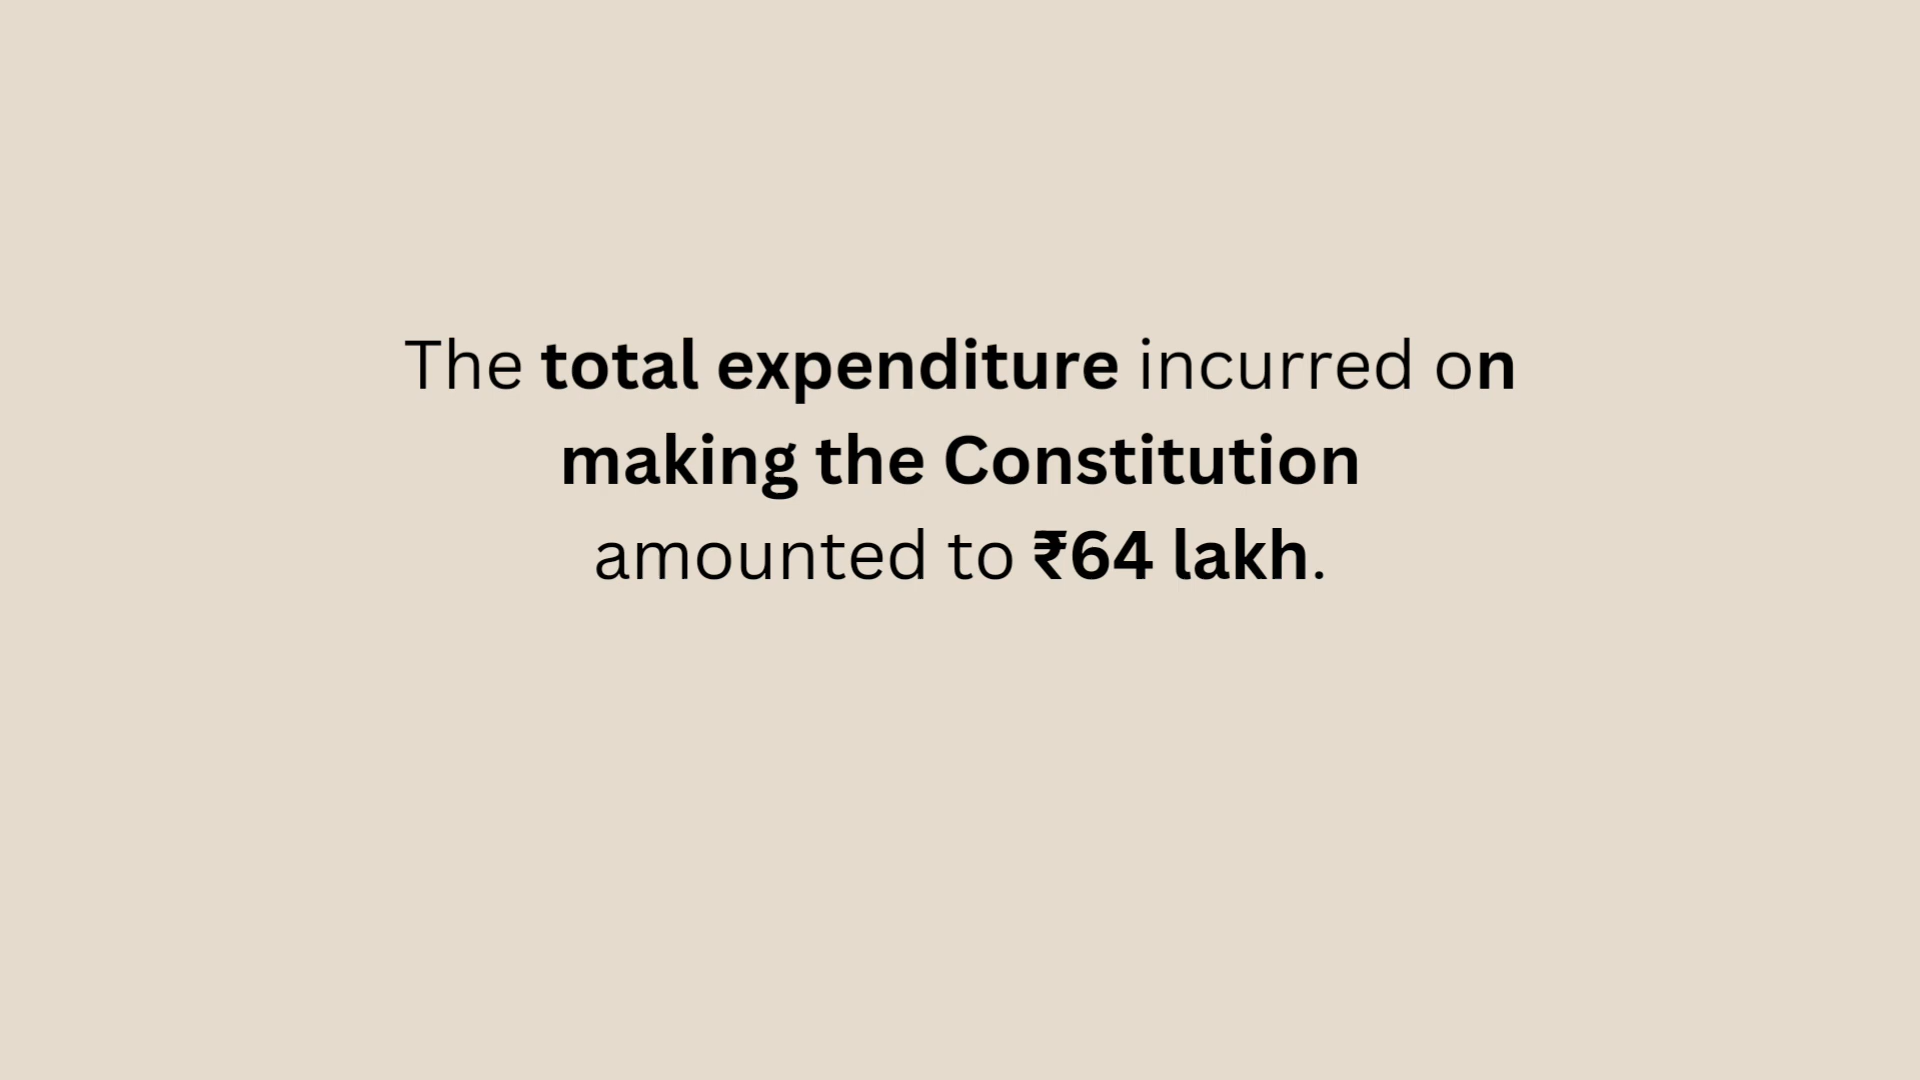 The total expenditure incurred on
making the Constitution
amounted to ₹64 lakh.